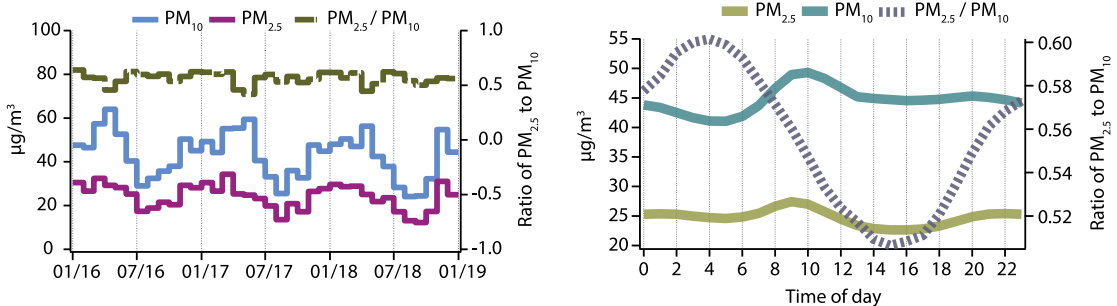 PM10 PM2.5 PM2.5 / PM10
100
80
60
40
20
0
µg/m³
1.0
0.5
0.0
-0.5
-1.0
Ratio of PM2.5 to PM10
01/16 07/16 01/17 07/17 01/18 07/18 01/19
PM2.5 PM10 PM2.5 / PM10
55
50
45
40
35
30
25
20
µg/m³
0.60
0.58
0.56
0.54
0.52
Ratio of PM2.5 to PM10
0 2 4 6 8 10 12 14 16 18 20 22
Time of day